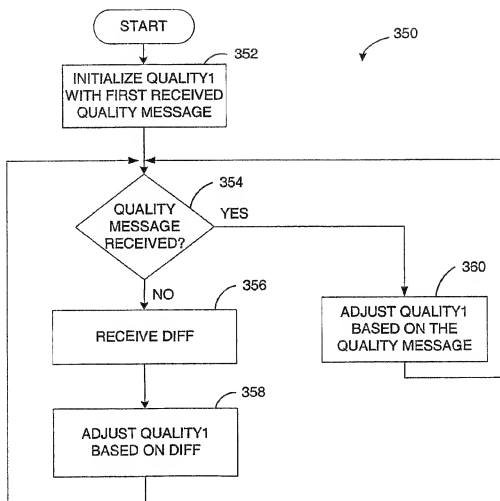 START
350
352
INITIALIZE QUALITY1
WITH FIRST RECEIVED
QUALITY MESSAGE
354
QUALITY
MESSAGE
RECEIVED?
YES
NO
356
RECEIVE DIFF
360
ADJUST QUALITY1
BASED ON THE
QUALITY MESSAGE
358
ADJUST QUALITY1
BASED ON DIFF